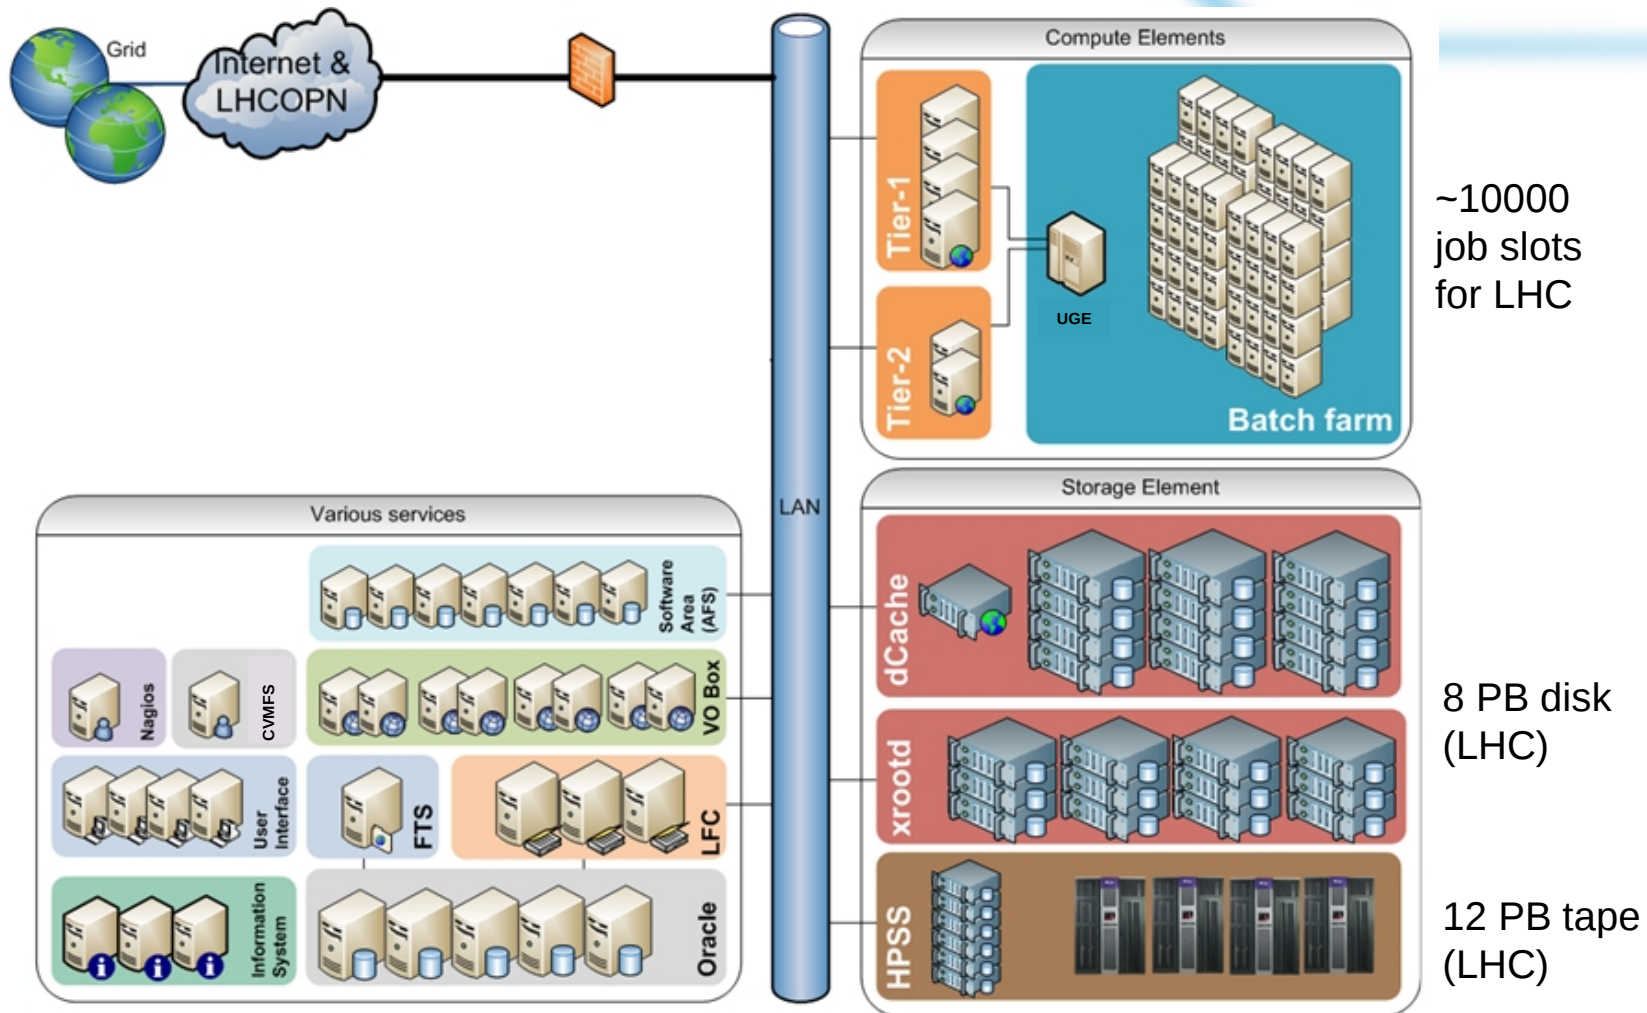 Grid
Internet &
LHCOPN
Compute Elements
Tier-1
Tier-2
UGE
Batch farm
~10000
job slots
for LHC
LAN
Storage Element
dCache
xrootd
HPSS
8 PB disk
(LHC)
12 PB tape
(LHC)
Various services
Software
Area
(AFS)
Nagios
CVMFS
VO Box
User
Interface
FTS
LFC
Information
System
Oracle